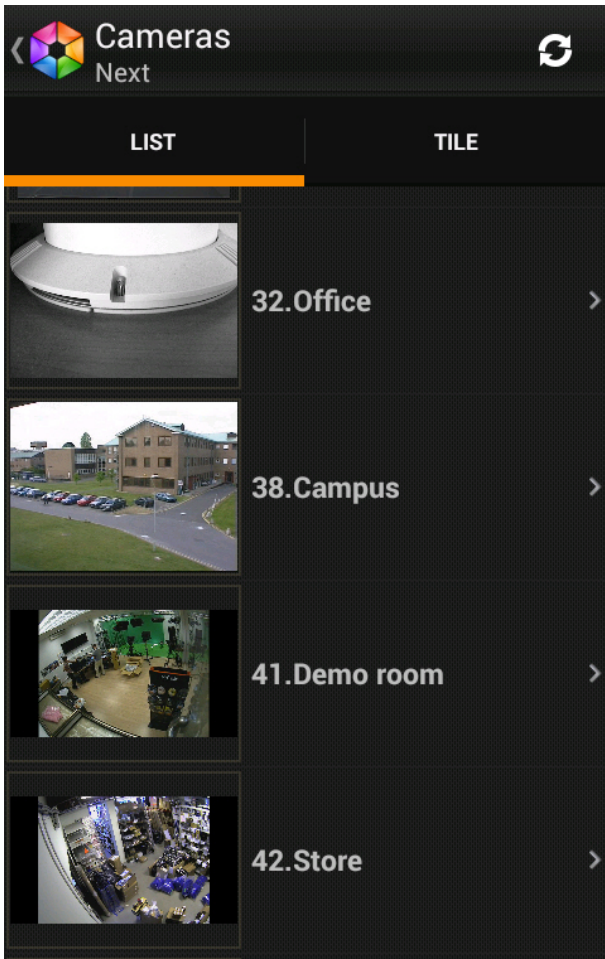 Cameras
Next
LIST
TILE
32.Office
38.Campus
41.Demo room
42.Store